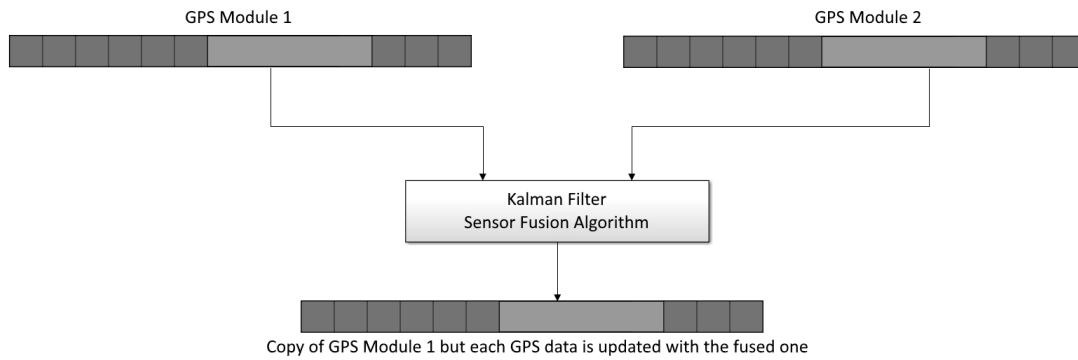 GPS Module 1
GPS Module 2
Kalman Filter
Sensor Fusion Algorithm
Copy of GPS Module 1 but each GPS data is updated with the fused one